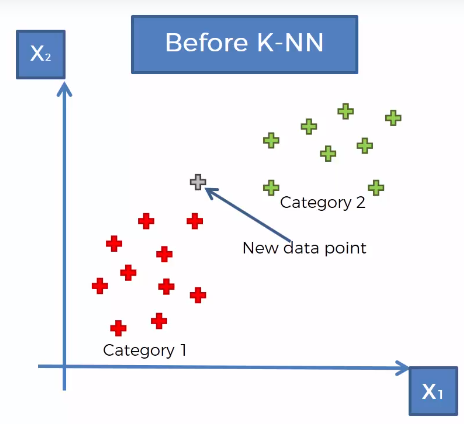 Before K-NN
X2
Category 2
New data point
Category 1
X1